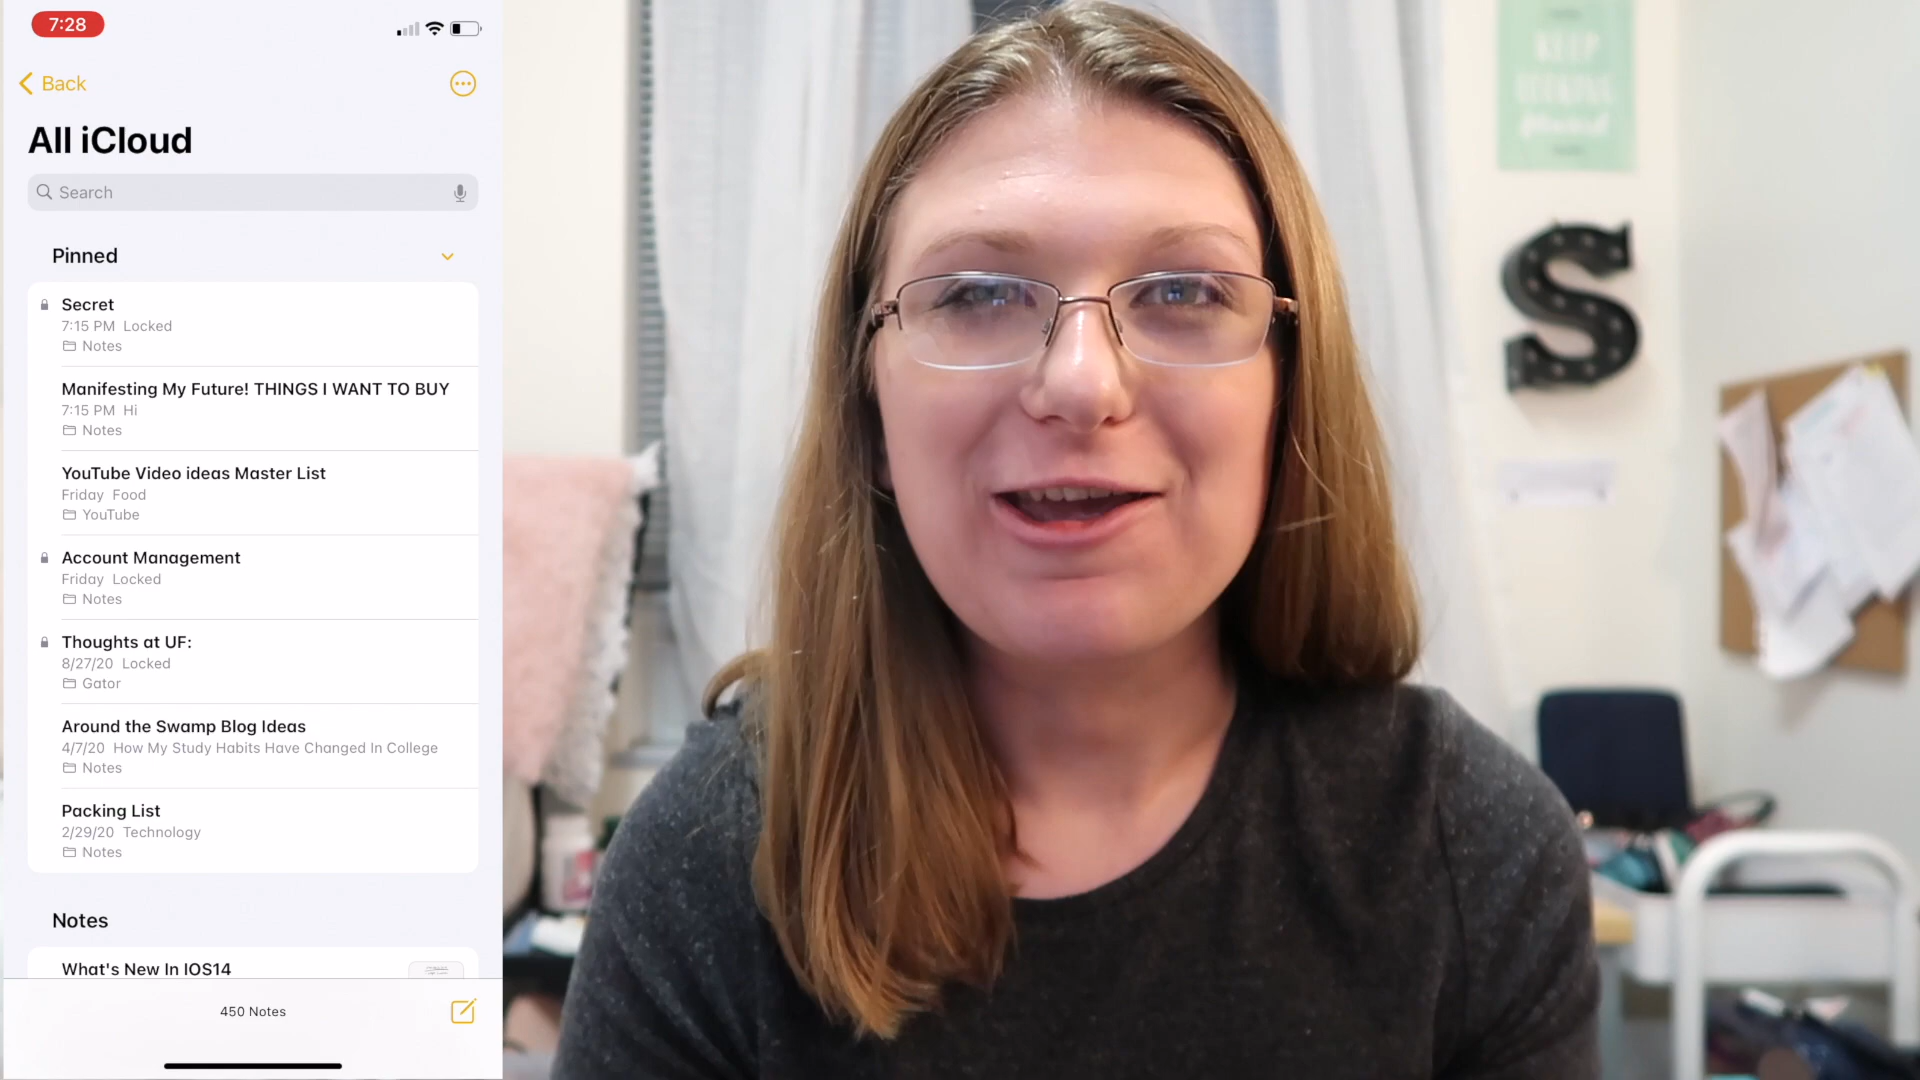 7:28
Back
All iCloud
Search
Pinned
Secret
7:15 PM Locked
Notes
Manifesting My Future! THINGS I WANT TO BUY
7:15 PM Hi
Notes
YouTube Video ideas Master List
Friday Food
YouTube
Account Management
Friday Locked
Notes
Thoughts at UF:
8/27/20 Locked
Gator
Around the Swamp Blog Ideas
4/7/20 How My Study Habits Have Changed In College
Notes
Packing List
2/29/20 Technology
Notes
Notes
What's New In IOS14
450 Notes
KEEP
LOOKING
forward
S